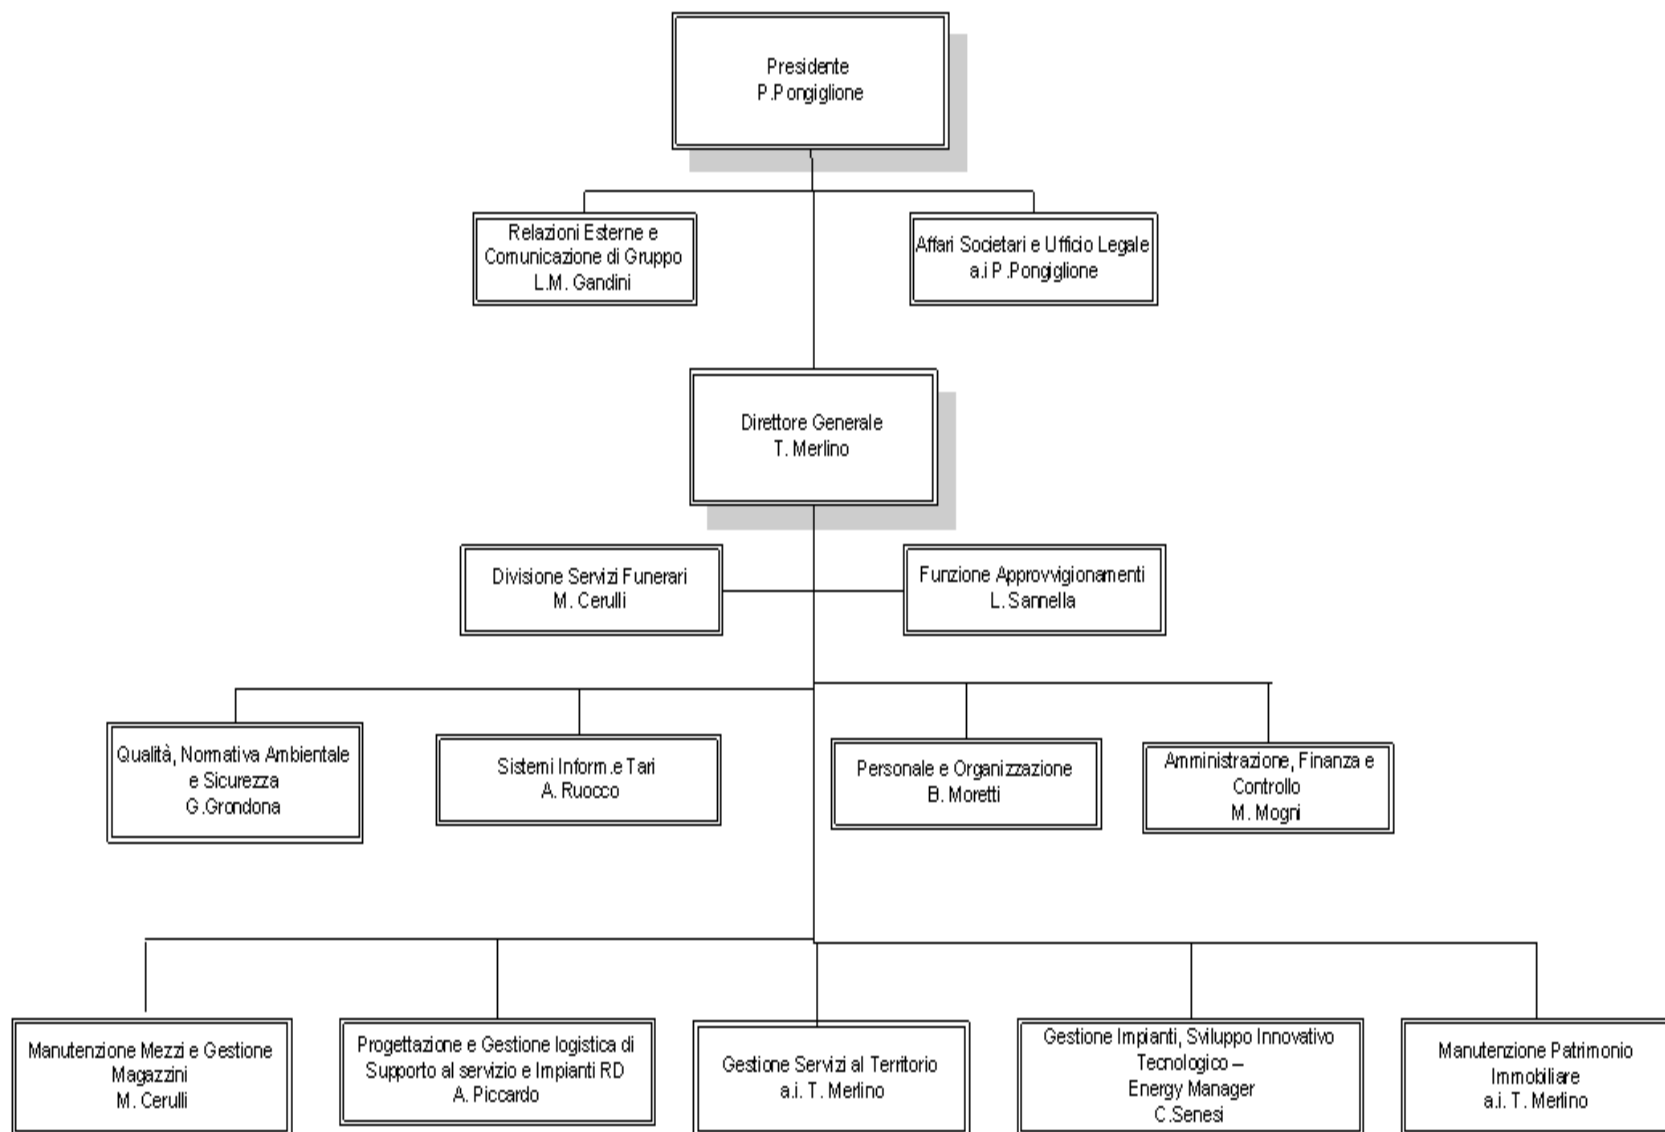 Presidente
P.Pongiglione
Relazioni Esterne e
Comunicazione di Gruppo
L.M. Gandini
Affari Societari e Ufficio Legale
a.i P.Pongiglione
Direttore Generale
T. Merlino
Divisione Servizi Funerari
M. Cerulli
Funzione Approvvigionamenti
L. Sannella
Qualità, Normativa Ambientale
e Sicurezza
G.Grondona
Sistemi Inform.e Tari
A. Ruocco
Personale e Organizzazione
B. Moretti
Amministrazione, Finanza e
Controllo
M. Mogni
Manutenzione Mezzi e Gestione
Magazzini
M. Cerulli
Progettazione e Gestione logistica di
Supporto al servizio e Impianti RD
A. Piccardo
Gestione Servizi al Territorio
a.i. T. Merlino
Gestione Impianti, Sviluppo Innovativo
Tecnologico –
Energy Manager
C.Senesi
Manutenzione Patrimonio
Immobiliare
a.i. T. Merlino